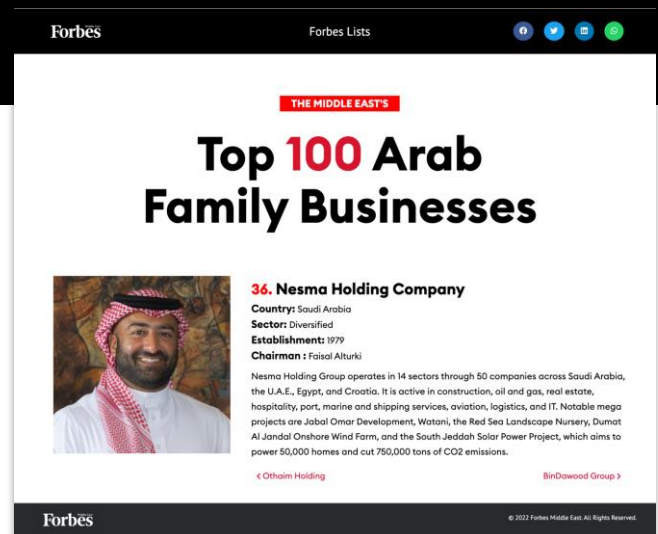 Forbes
Forbes Lists
THE MIDDLE EAST'S
Top 100 Arab
Family Businesses
36. Nesma Holding Company
Country: Saudi Arabia
Sector: Diversified
Establishment: 1979
Chairman : Faisal Alturki
Nesma Holding Group operates in 14 sectors through 50 companies across Saudi Arabia,
the U.A.E., Egypt, and Croatia. It is active in construction, oil and gas, real estate,
hospitality, port, marine and shipping services, aviation, logistics, and IT. Notable mega
projects are Jabal Omar Development, Watani, the Red Sea Landscape Nursery, Dumat
Al Jandal Onshore Wind Farm, and the South Jeddah Solar Power Project, which aims to
power 50,000 homes and cut 750,000 tons of CO2 emissions.
< Othaim Holding
BinDawood Group >
Forbes
© 2022 Forbes Middle East. All Rights Reserved.